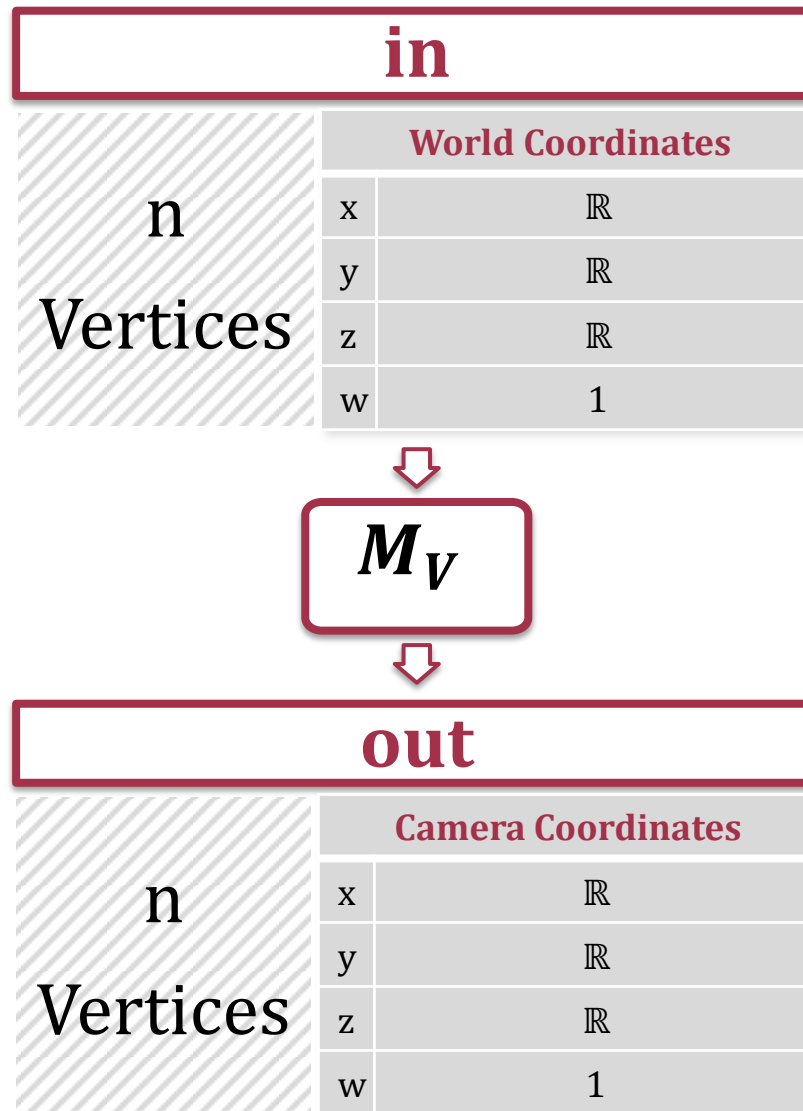 in
n
Vertices
World Coordinates
x ℝ
y ℝ
z ℝ
w 1
M_V
out
n
Vertices
Camera Coordinates
x ℝ
y ℝ
z ℝ
w 1